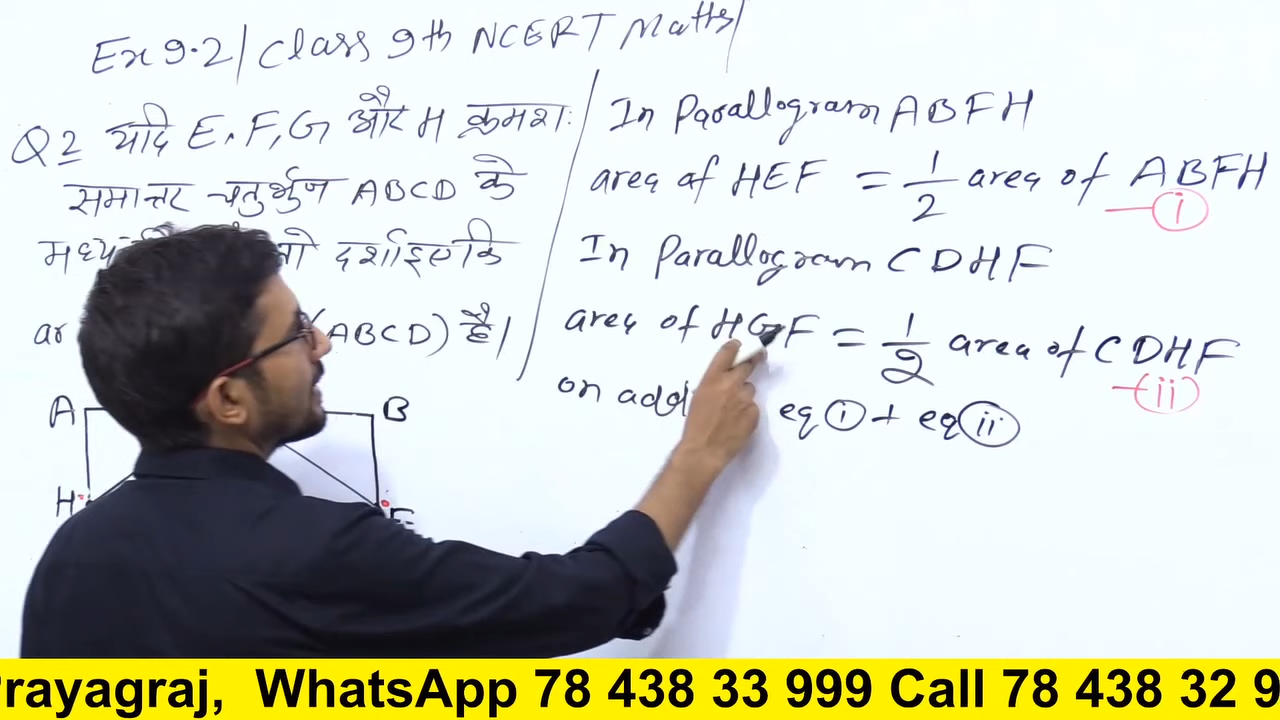 Ex 9.2 / Class 9th NCERT Maths /
Q2 यदि E, F, G और H क्रमशः
समान्तर चतुर्भुज ABCD के
दर्शाइए कि
ar (ABCD) है।
A B
H F
In Parallogram ABFH
area of HEF = 1/2 area of ABFH
— i
In Parallogram CDHF
area of HGF = 1/2 area of CDHF
— ii
on eq i + eq ii
Prayagraj, WhatsApp 78 438 33 999 Call 78 438 32 9